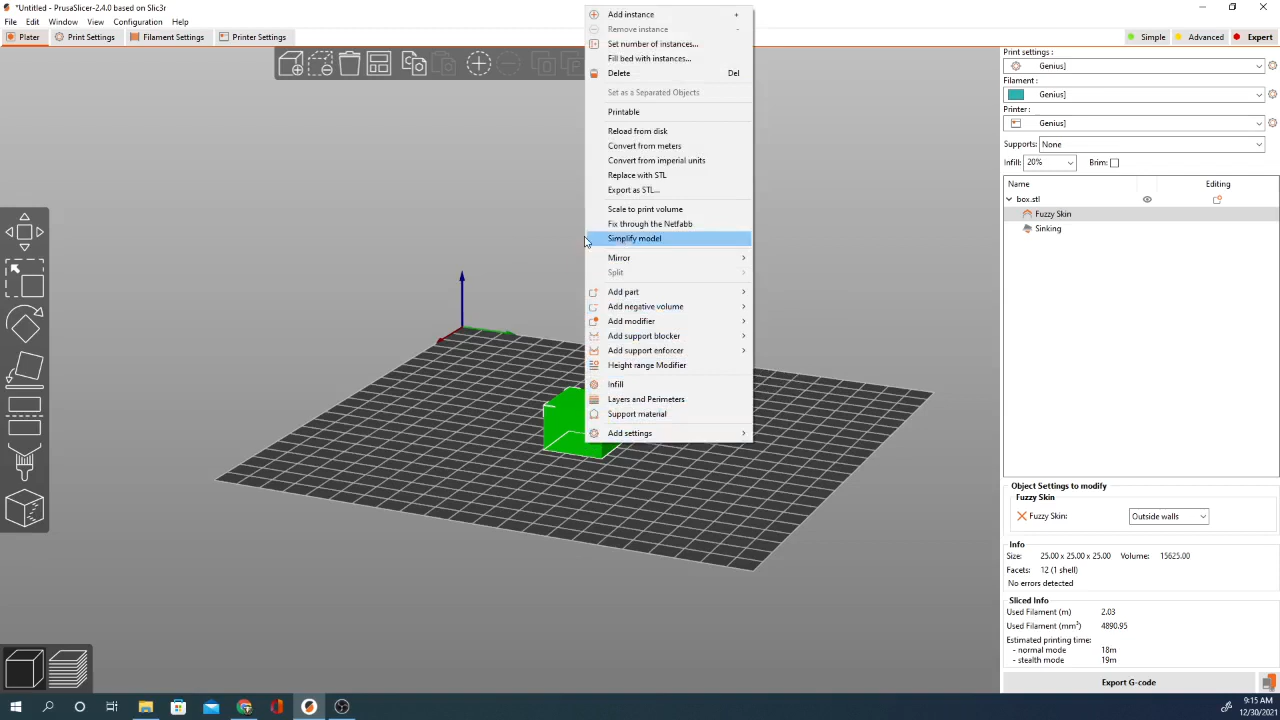 *Untitled - PrusaSlicer-2.4.0 based on Slic3r
File Edit Window View Configuration Help
Plater Print Settings Filament Settings Printer Settings
Simple Advanced Expert
Add instance +
Remove instance -
Set number of instances...
Fill bed with instances...
Delete Del
Set as a Separated Objects
Printable
Reload from disk
Convert from meters
Convert from imperial units
Replace with STL
Export as STL...
Scale to print volume
Fix through the Netfabb
Simplify model
Mirror
Split
Add part
Add negative volume
Add modifier
Add support blocker
Add support enforcer
Height range Modifier
Infill
Layers and Perimeters
Support material
Add settings
Print settings :
Genius]
Filament :
Genius]
Printer :
Genius]
Supports: None
Infill: 20% Brim:
Name Editing
box.stl
Fuzzy Skin
Sinking
Object Settings to modify
Fuzzy Skin
Fuzzy Skin: Outside walls
Info
Size: 25.00 x 25.00 x 25.00 Volume: 15625.00
Facets: 12 (1 shell)
No errors detected
Sliced Info
Used Filament (m) 2.03
Used Filament (mm³) 4890.95
Estimated printing time:
- normal mode 18m
- stealth mode 19m
Export G-code
9:15 AM
12/30/2021